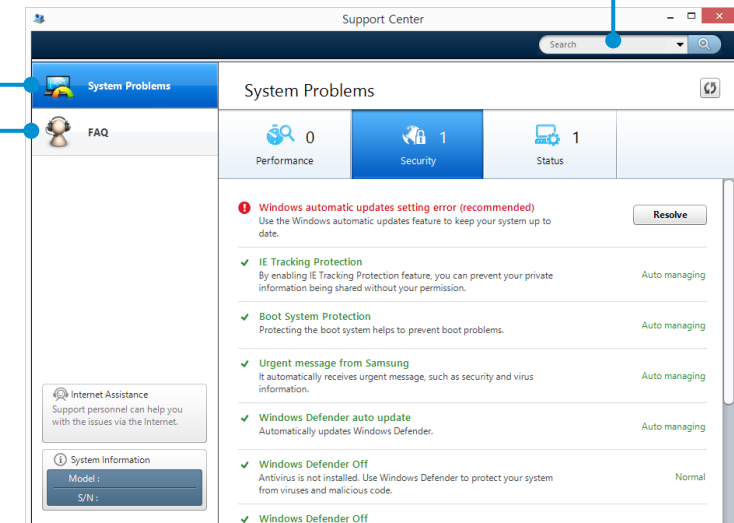 Support Center
Search
System Problems
FAQ
System Problems
0
Performance
1
Security
1
Status
Windows automatic updates setting error (recommended)
Use the Windows automatic updates feature to keep your system up to
date.
Resolve
IE Tracking Protection
By enabling IE Tracking Protection feature, you can prevent your private
information being shared without your permission.
Auto managing
Boot System Protection
Protecting the boot system helps to prevent boot problems.
Auto managing
Urgent message from Samsung
It automatically receives urgent message, such as security and virus
information.
Auto managing
Windows Defender auto update
Automatically updates Windows Defender.
Auto managing
Windows Defender Off
Antivirus is not installed. Use Windows Defender to protect your system
from viruses and malicious code.
Normal
Windows Defender Off
Internet Assistance
Support personnel can help you
with the issues via the Internet.
System Information
Model :
S/N :